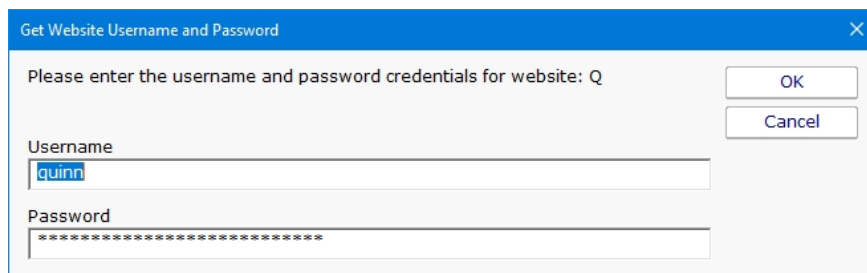 Get Website Username and Password
Please enter the username and password credentials for website: Q
OK
Cancel
Username
quinn
Password
***************************